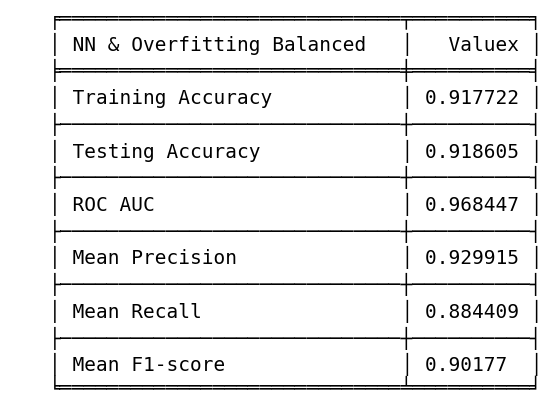 NN & Overfitting Balanced Valuex
Training Accuracy 0.917722
Testing Accuracy 0.918605
ROC AUC 0.968447
Mean Precision 0.929915
Mean Recall 0.884409
Mean F1-score 0.90177